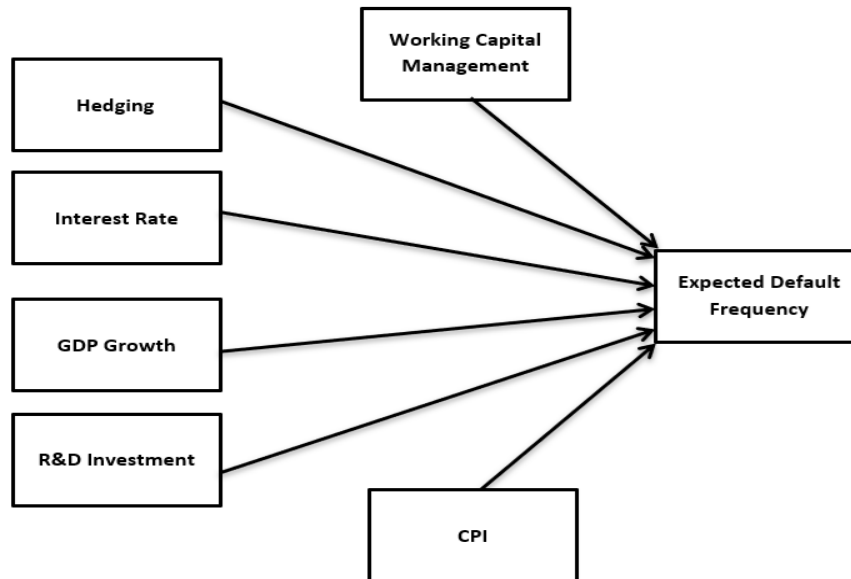 Working Capital
Management
Hedging
Interest Rate
Expected Default
Frequency
GDP Growth
R&D Investment
CPI